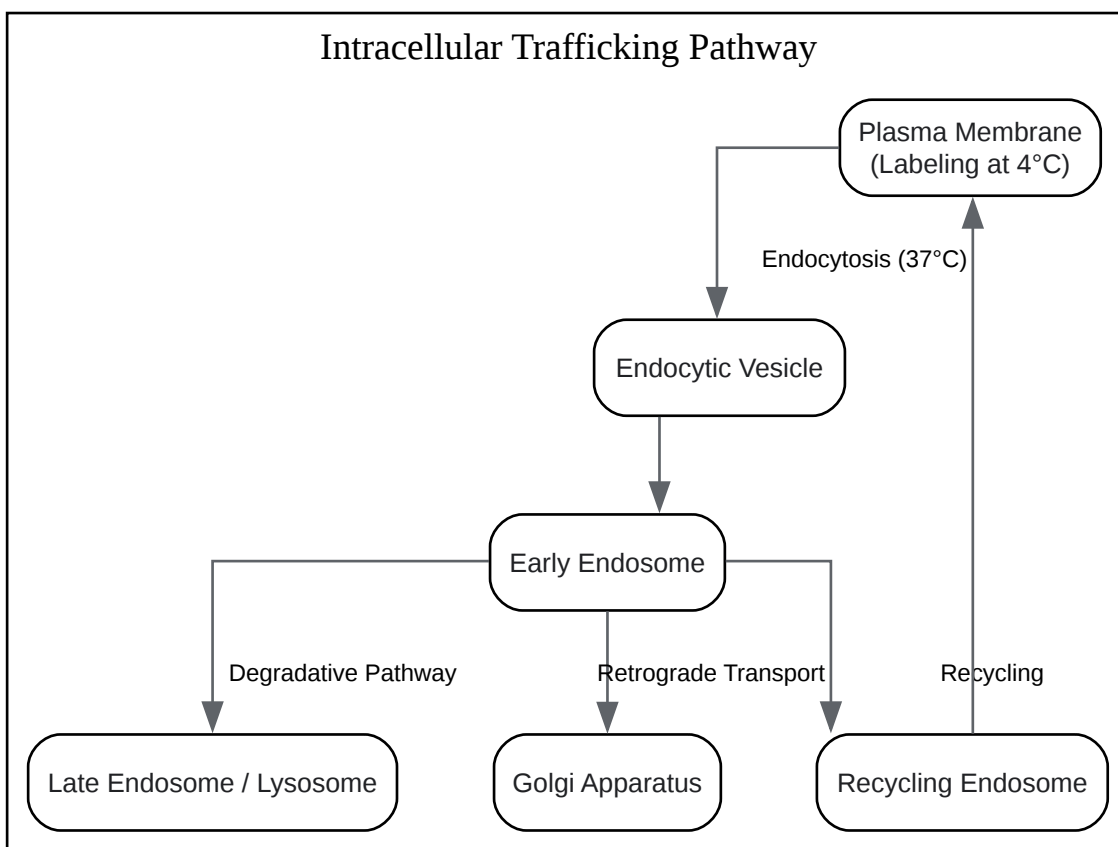 Intracellular Trafficking Pathway
Plasma Membrane
(Labeling at 4°C)
Endocytosis (37°C)
Endocytic Vesicle
Early Endosome
Degradative Pathway
Retrograde Transport
Recycling
Late Endosome / Lysosome
Golgi Apparatus
Recycling Endosome